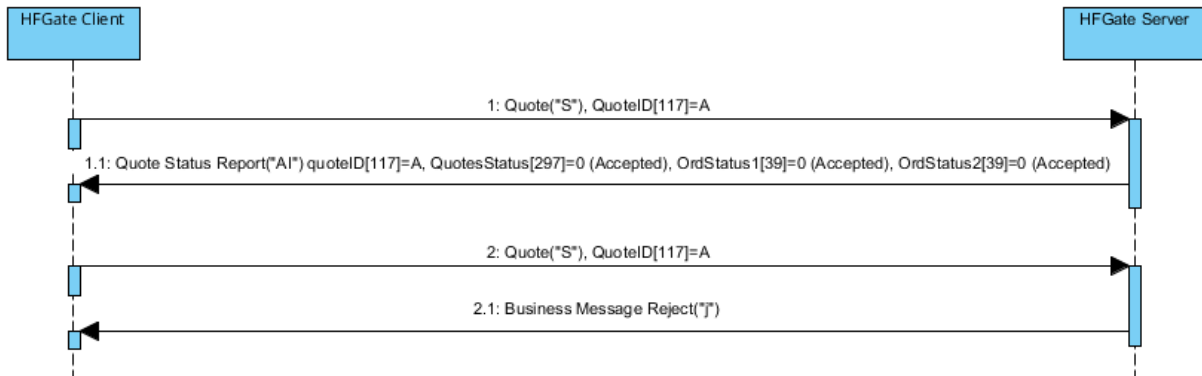 HFGate Client
HFGate Server
1: Quote("S"), QuoteID[117]=A
1.1: Quote Status Report("AI") quoteID[117]=A, QuotesStatus[297]=0 (Accepted), OrdStatus1[39]=0 (Accepted), OrdStatus2[39]=0 (Accepted)
2: Quote("S"), QuoteID[117]=A
2.1: Business Message Reject("j")